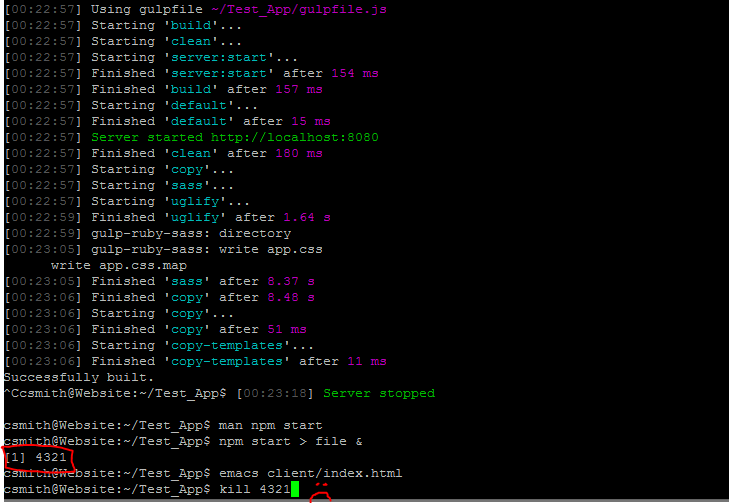 [00:22:57] Using gulpfile ~/Test_App/gulpfile.js
[00:22:57] Starting 'build'...
[00:22:57] Starting 'clean'...
[00:22:57] Starting 'server:start'...
[00:22:57] Finished 'server:start' after 154 ms
[00:22:57] Finished 'build' after 157 ms
[00:22:57] Starting 'default'...
[00:22:57] Finished 'default' after 15 ms
[00:22:57] Server started http://localhost:8080
[00:22:57] Finished 'clean' after 180 ms
[00:22:57] Starting 'copy'...
[00:22:57] Starting 'sass'...
[00:22:57] Starting 'uglify'...
[00:22:59] Finished 'uglify' after 1.64 s
[00:22:59] gulp-ruby-sass: directory
[00:23:05] gulp-ruby-sass: write app.css
write app.css.map
[00:23:05] Finished 'sass' after 8.37 s
[00:23:06] Finished 'copy' after 8.48 s
[00:23:06] Starting 'copy'...
[00:23:06] Finished 'copy' after 51 ms
[00:23:06] Starting 'copy-templates'...
[00:23:06] Finished 'copy-templates' after 11 ms
Successfully built.
^Ccsmith@Website:~/Test_App$ [00:23:18] Server stopped
csmith@Website:~/Test_App$ man npm start
csmith@Website:~/Test_App$ npm start > file &
[1] 4321
csmith@Website:~/Test_App$ emacs client/index.html
csmith@Website:~/Test_App$ kill 4321